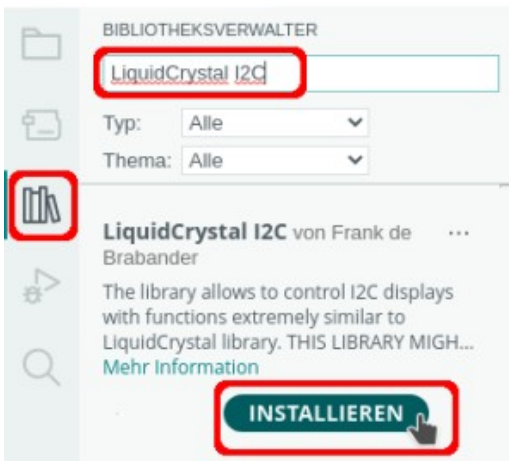 BIBLIOTHEKSVERWALTER
LiquidCrystal I2C
Typ: Alle
Thema: Alle
LiquidCrystal I2C von Frank de ...
Brabander
The library allows to control I2C displays
with functions extremely similar to
LiquidCrystal library. THIS LIBRARY MIGH...
Mehr Information
INSTALLIEREN